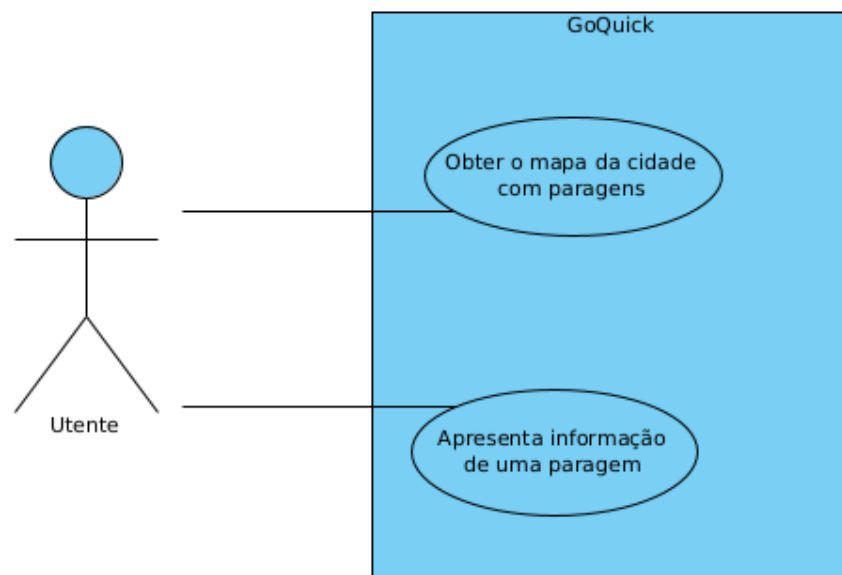 GoQuick
Obter o mapa da cidade
com paragens
Utente
Apresenta informação
de uma paragem